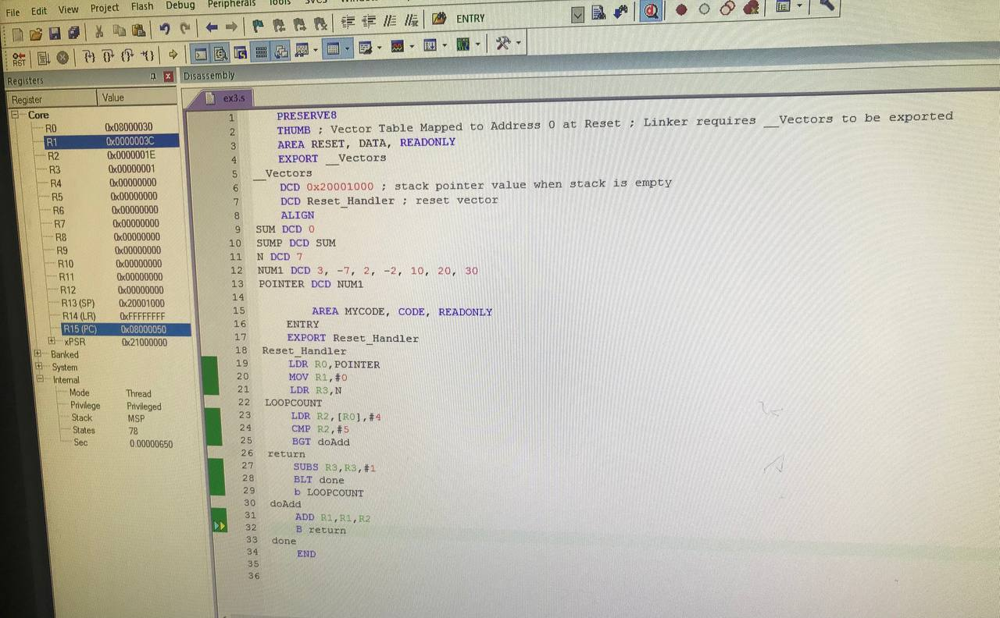 File Edit View Project Flash Debug Peripherals Tools SVCS
ENTRY
RST
Registers
Disassembly
Register Value
ex3.s
Core
R0 0x08000030
R1 0x0000003C
R2 0x0000001E
R3 0x00000001
R4 0x00000000
R5 0x00000000
R6 0x00000000
R7 0x00000000
R8 0x00000000
R9 0x00000000
R10 0x00000000
R11 0x00000000
R12 0x00000000
R13 (SP) 0x20001000
R14 (LR) 0xFFFFFFFF
R15 (PC) 0x08000050
xPSR 0x21000000
Banked
System
Internal
Mode Thread
Privilege Privileged
Stack MSP
States 78
Sec 0.00000650
1 PRESERVE8
2 THUMB ; Vector Table Mapped to Address 0 at Reset ; Linker requires __Vectors to be exported
3 AREA RESET, DATA, READONLY
4 EXPORT __Vectors
5 __Vectors
6 DCD 0x20001000 ; stack pointer value when stack is empty
7 DCD Reset_Handler ; reset vector
8 ALIGN
9 SUM DCD 0
10 SUMP DCD SUM
11 N DCD 7
12 NUM1 DCD 3, -7, 2, -2, 10, 20, 30
13 POINTER DCD NUM1
14
15 AREA MYCODE, CODE, READONLY
16 ENTRY
17 EXPORT Reset_Handler
18 Reset_Handler
19 LDR R0,POINTER
20 MOV R1,#0
21 LDR R3,N
22 LOOPCOUNT
23 LDR R2,[R0],#4
24 CMP R2,#5
25 BGT doAdd
26 return
27 SUBS R3,R3,#1
28 BLT done
29 b LOOPCOUNT
30 doAdd
31 ADD R1,R1,R2
32 B return
33 done
34 END
35
36